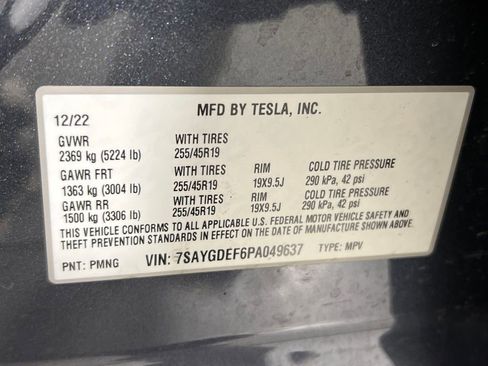 MFD BY TESLA, INC.
12/22
GVWR WITH TIRES
2369 kg (5224 lb) 255/45R19
GAWR FRT WITH TIRES RIM COLD TIRE PRESSURE
1363 kg (3004 lb) 255/45R19 19X9.5J 290 kPa, 42 psi
GAWR RR WITH TIRES RIM COLD TIRE PRESSURE
1500 kg (3306 lb) 255/45R19 19X9.5J 290 kPa, 42 psi
THIS VEHICLE CONFORMS TO ALL APPLICABLE U.S. FEDERAL MOTOR VEHICLE SAFETY AND
THEFT PREVENTION STANDARDS IN EFFECT ON THE DATE OF MANUFACTURE SHOWN ABOVE.
PNT: PMNG VIN: 7SAYGDEF6PA049637 TYPE: MPV